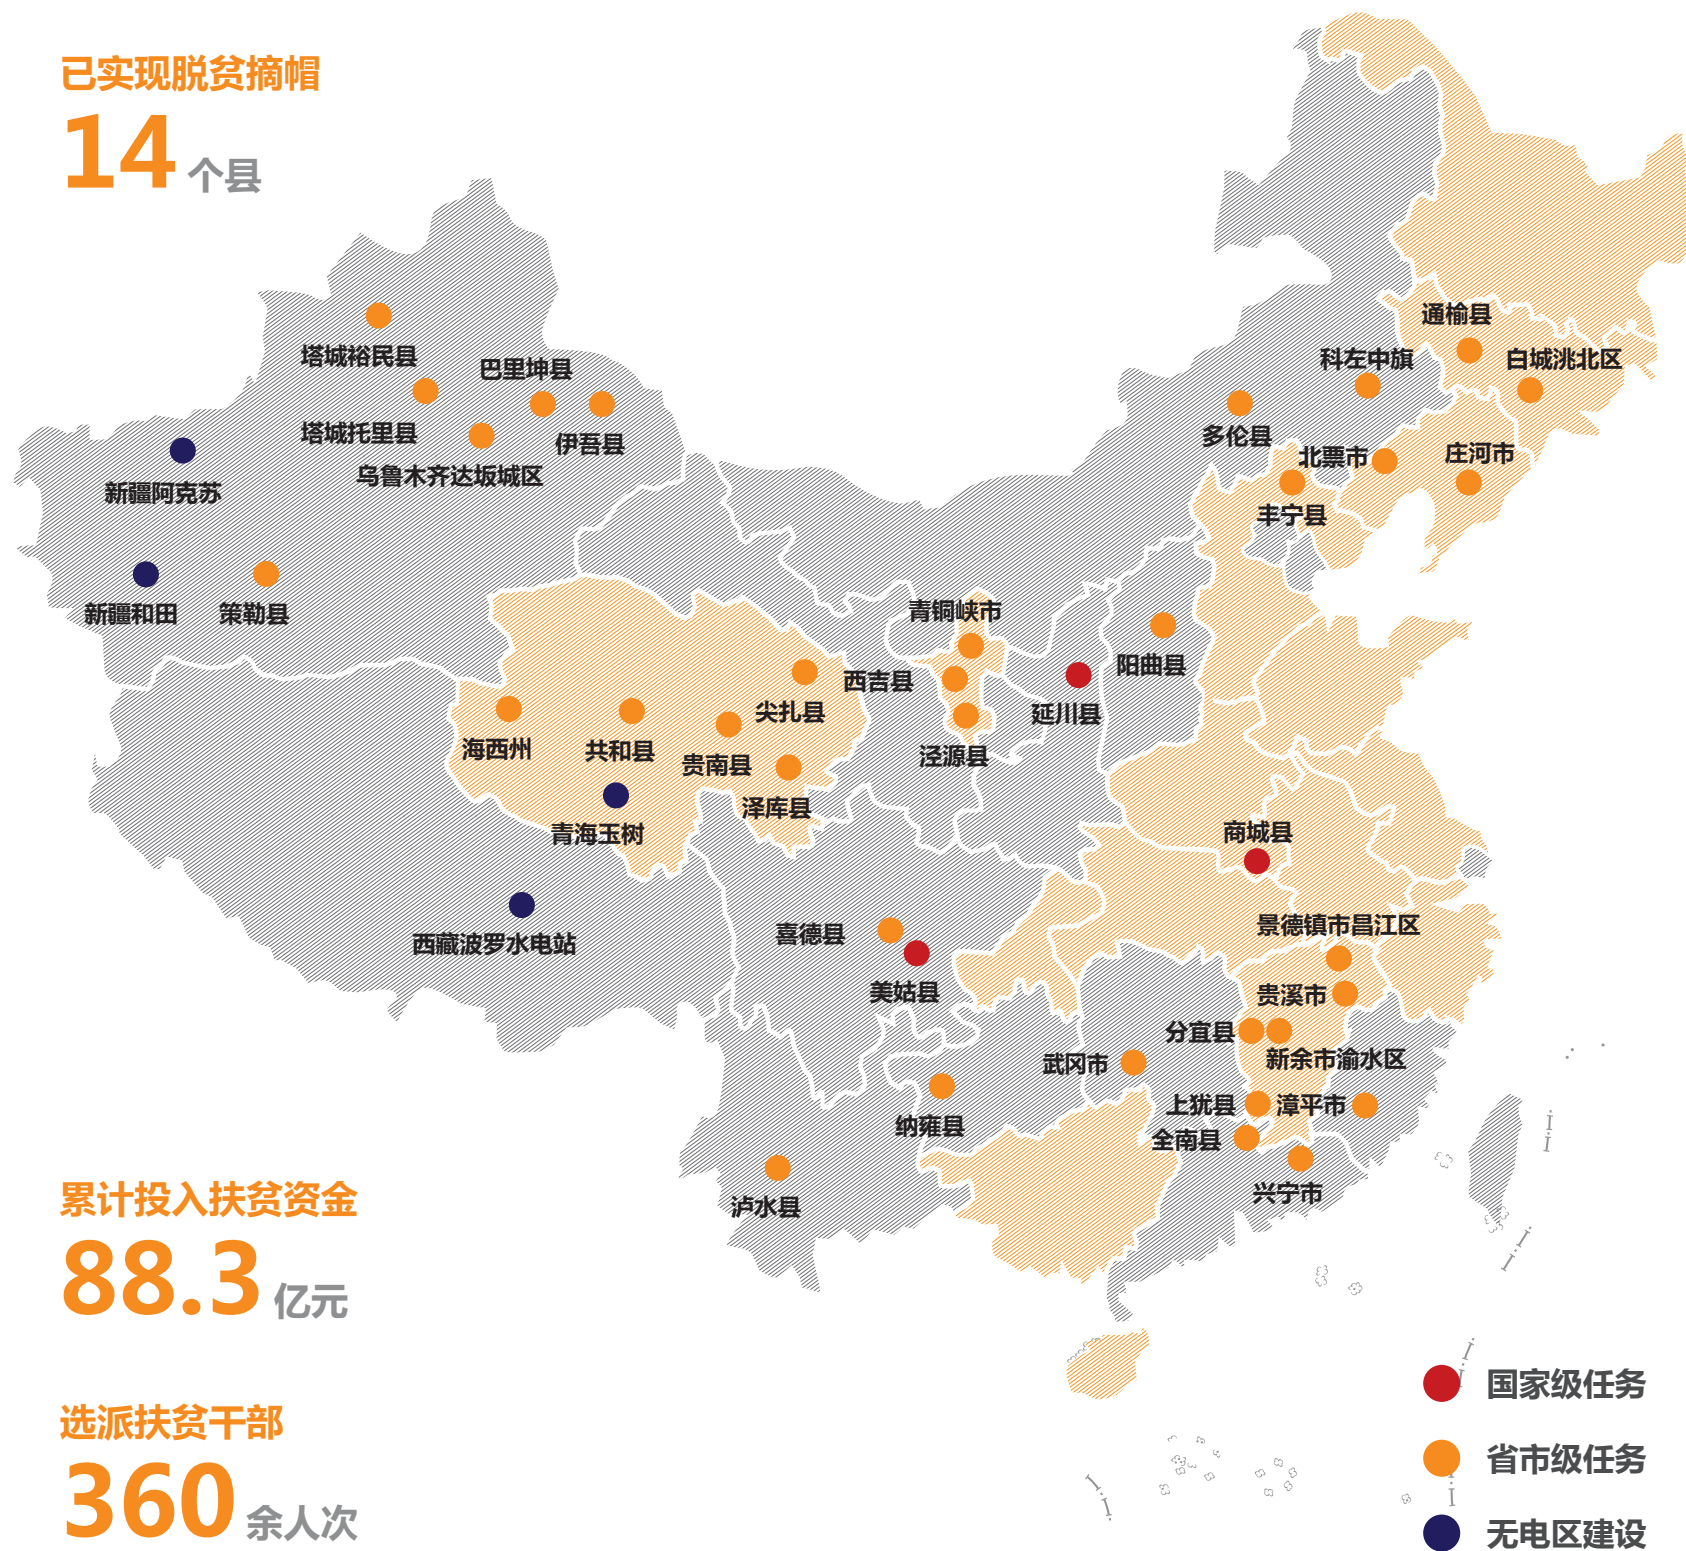 已实现脱贫摘帽
14 个县
通榆县
塔城裕民县
巴里坤县
科左中旗
白城洮北区
塔城托里县
伊吾县
多伦县
北票市
庄河市
乌鲁木齐达坂城区
新疆阿克苏
丰宁县
新疆和田
策勒县
青铜峡市
阳曲县
西吉县
尖扎县
延川县
海西州
共和县
贵南县
泾源县
泽库县
青海玉树
商城县
景德镇市昌江区
喜德县
西藏波罗水电站
美姑县
贵溪市
分宜县
新余市渝水区
武冈市
上犹县
漳平市
纳雍县
全南县
兴宁市
泸水县
累计投入扶贫资金
88.3 亿元
选派扶贫干部
360 余人次
国家级任务
省市级任务
无电区建设